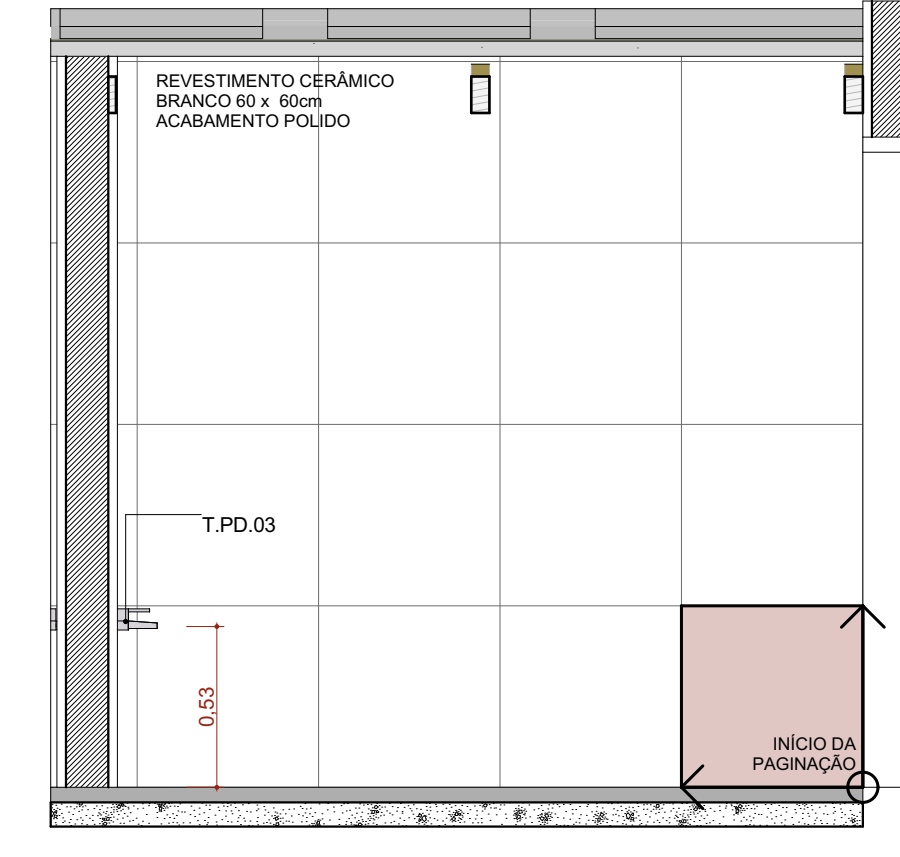 REVESTIMENTO CERÂMICO
BRANCO 60 x 60cm
ACABAMENTO POLIDO
T.PD.03
0,53
INÍCIO DA
PAGINAÇÃO